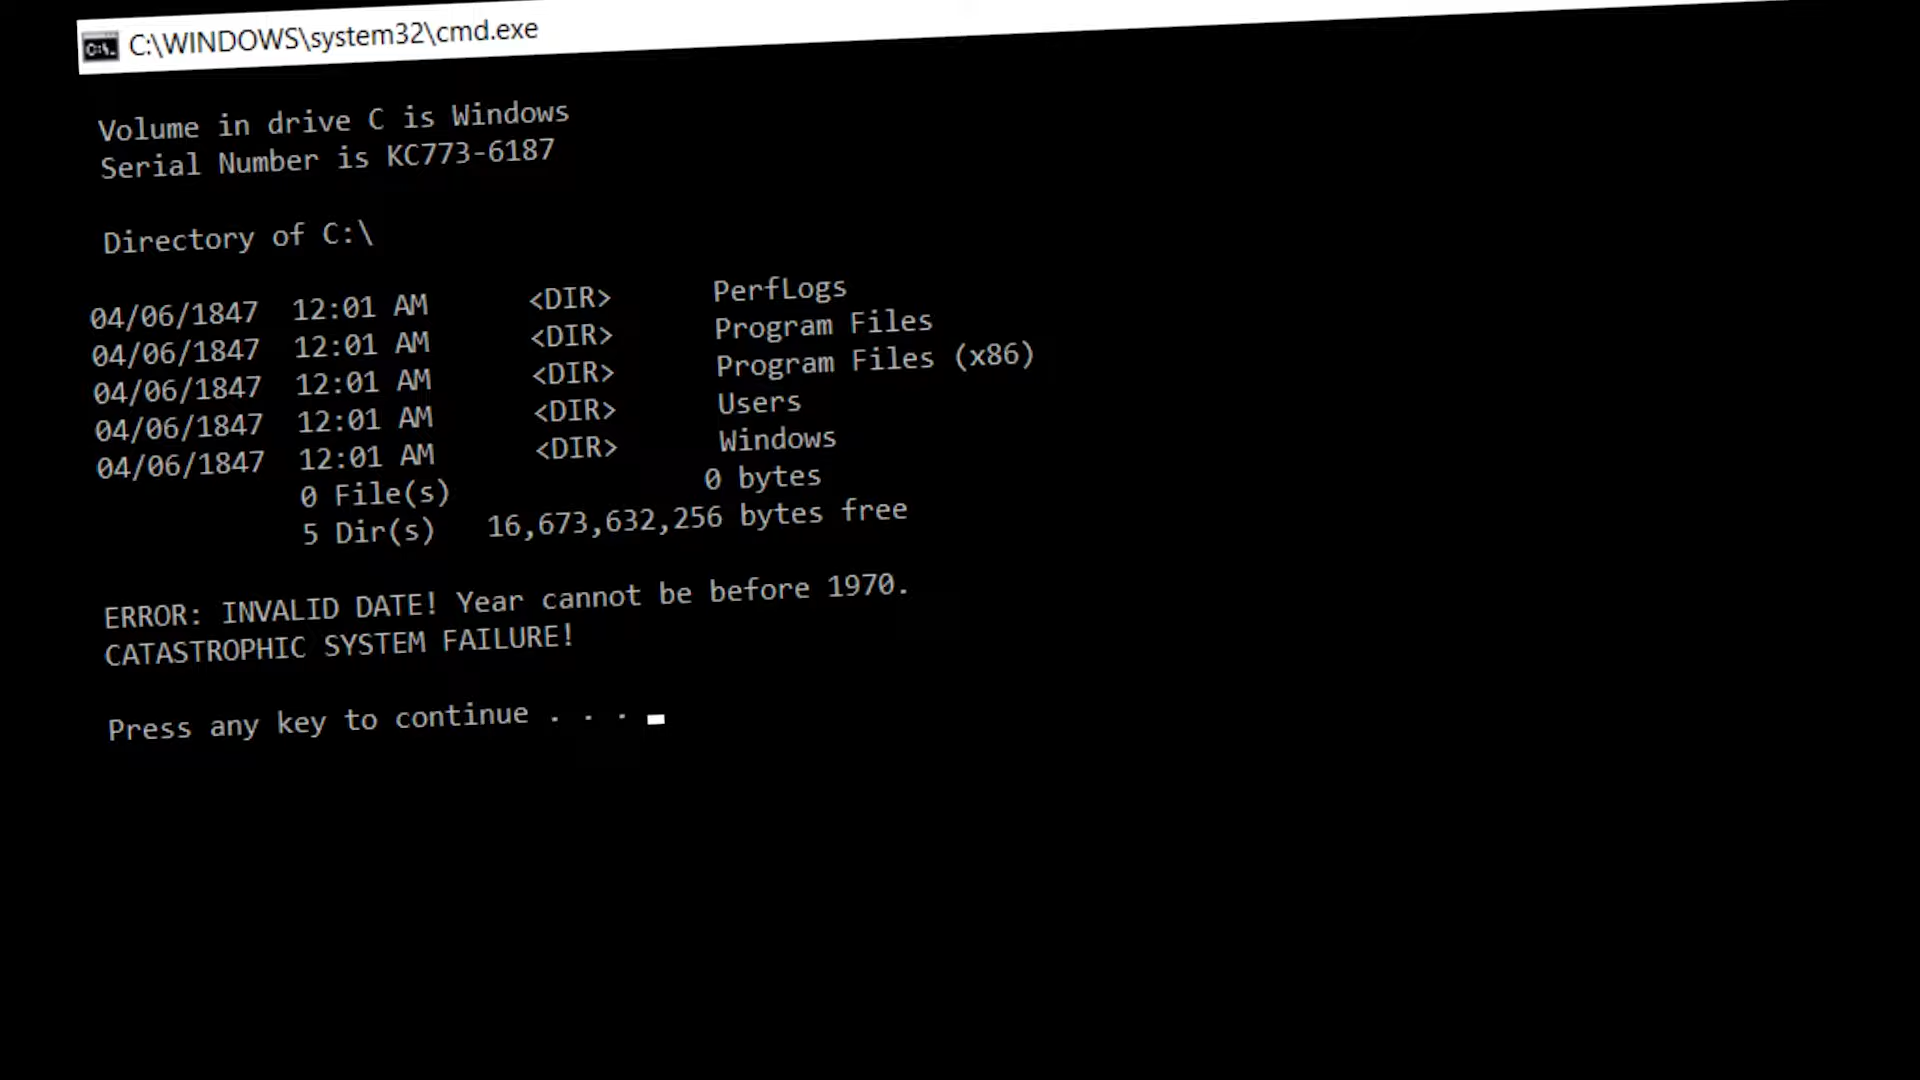 C:\WINDOWS\system32\cmd.exe
Volume in drive C is Windows
Serial Number is KC773-6187
Directory of C:\
04/06/1847 12:01 AM <DIR> PerfLogs
04/06/1847 12:01 AM <DIR> Program Files
04/06/1847 12:01 AM <DIR> Program Files (x86)
04/06/1847 12:01 AM <DIR> Users
04/06/1847 12:01 AM <DIR> Windows
0 File(s) 0 bytes
5 Dir(s) 16,673,632,256 bytes free
ERROR: INVALID DATE! Year cannot be before 1970.
CATASTROPHIC SYSTEM FAILURE!
Press any key to continue . . .